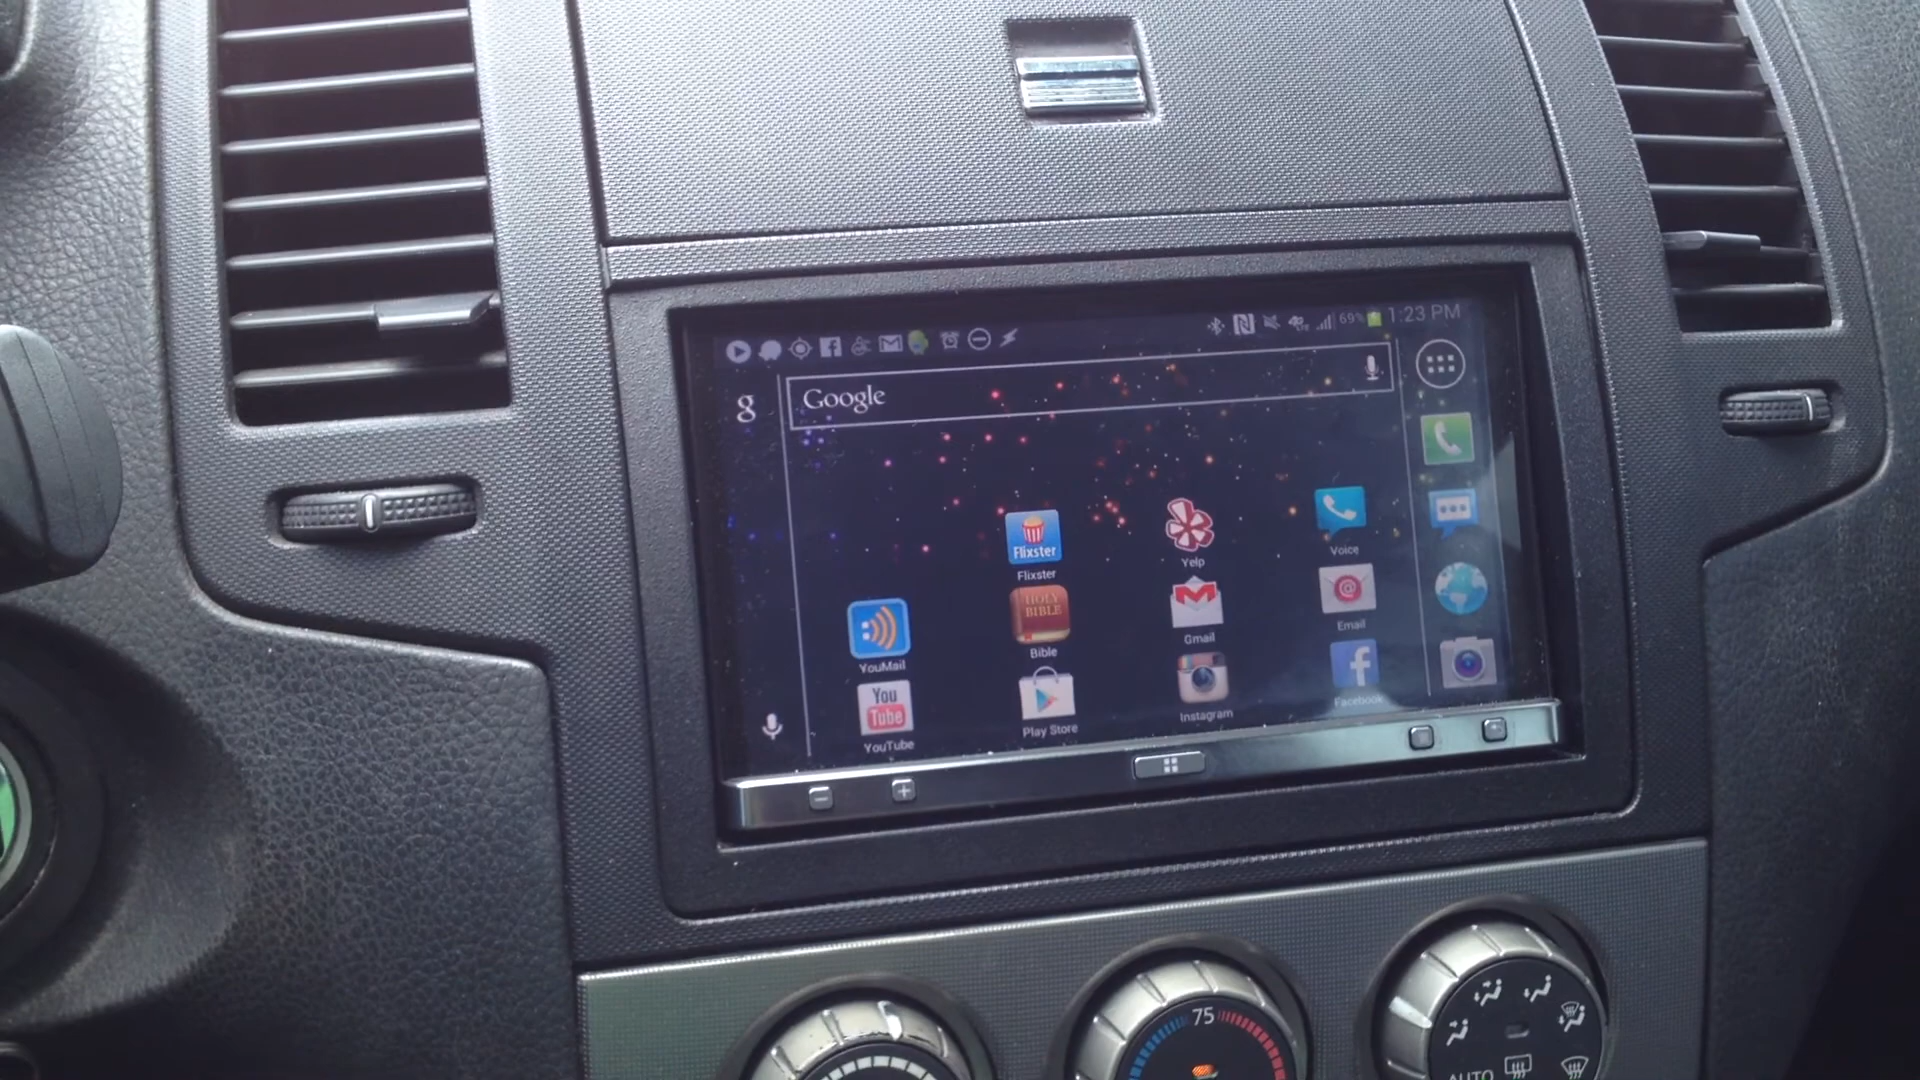 69% 1:23 PM
g Google
Flixster
Flixster
Yelp
Voice
HOLY
BIBLE
YouMail
Bible
Gmail
Email
You
Tube
YouTube
Play Store
Instagram
Facebook
75
AUTO